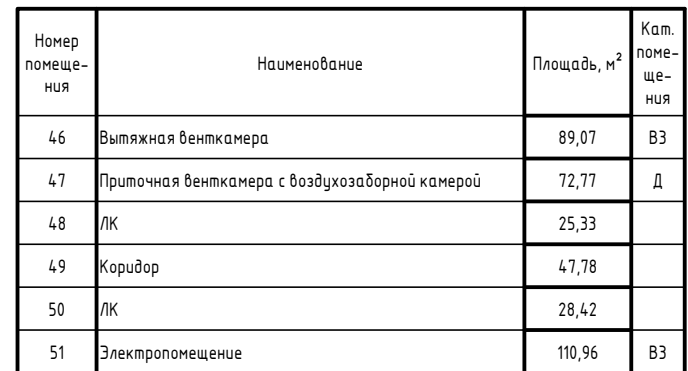 Номер помеще- ния Наименование Площадь, м² Кат. поме- ще- ния
46 Вытяжная венткамера 89,07 В3
47 Приточная венткамера с воздухозаборной камерой 72,77 Д
48 ЛК 25,33
49 Коридор 47,78
50 ЛК 28,42
51 Электропомещение 110,96 В3